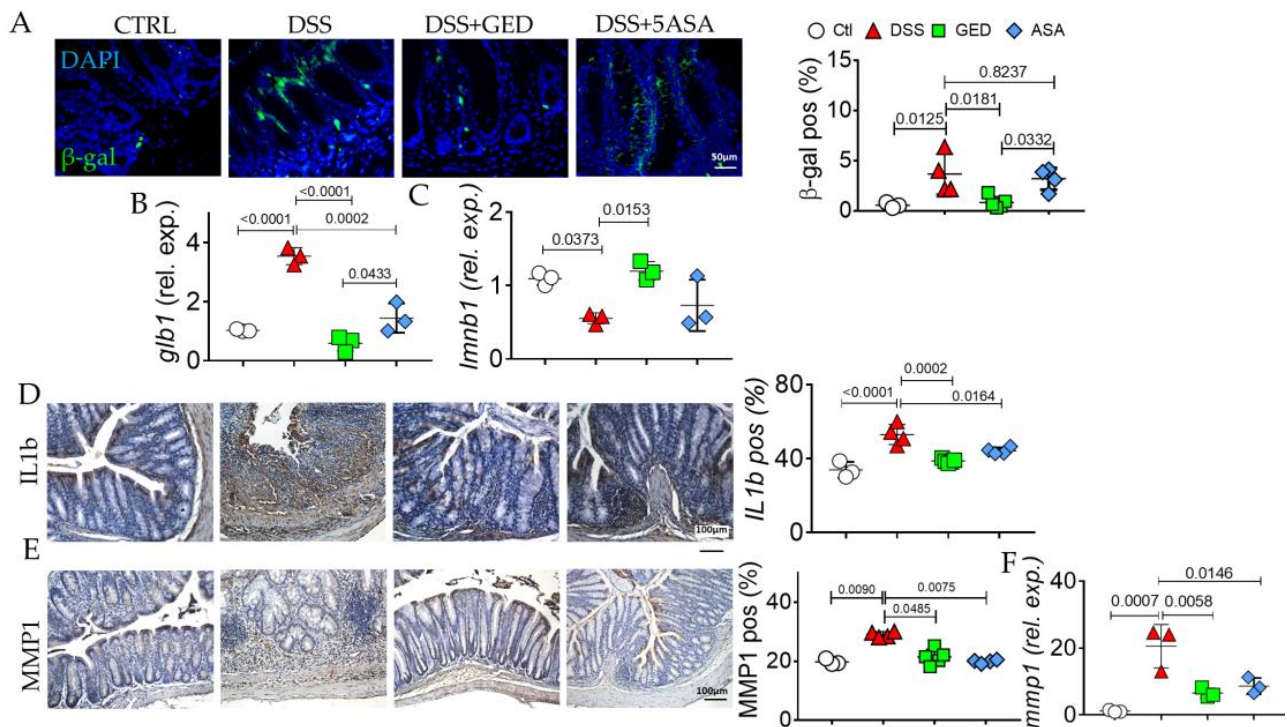 A
CTRL DSS DSS+GED DSS+5ASA
DAPI
β-gal
50µm
Ctl DSS GED ASA
β-gal pos (%)
15
10
5
0
0.8237
0.0181
0.0125
0.0332
B
glb1 (rel. exp.)
4
2
0
<0.0001
<0.0001
0.0002
0.0433
C
lmnb1 (rel. exp.)
2
1
0
0.0153
0.0373
D
IL1b
100µm
IL1b pos (%)
80
40
0
0.0002
<0.0001
0.0164
E
MMP1
100µm
MMP1 pos (%)
40
20
0
0.0090
0.0075
0.0485
F
mmp1 (rel. exp.)
40
20
0
0.0146
0.0007
0.0058